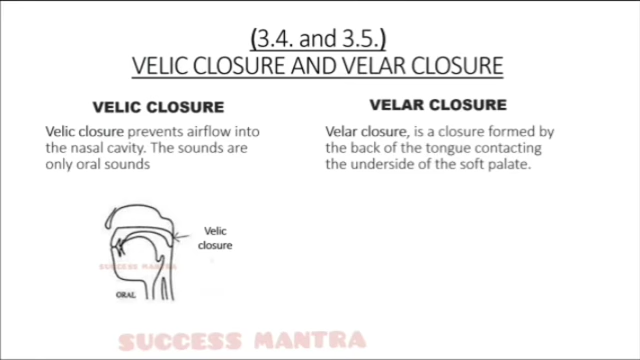 (3.4. and 3.5.)
VELIC CLOSURE AND VELAR CLOSURE
VELIC CLOSURE
Velic closure prevents airflow into
the nasal cavity. The sounds are
only oral sounds
VELAR CLOSURE
Velar closure, is a closure formed by
the back of the tongue contacting
the underside of the soft palate.
Velic
closure
SUCCESS MANTRA
ORAL
SUCCESS MANTRA